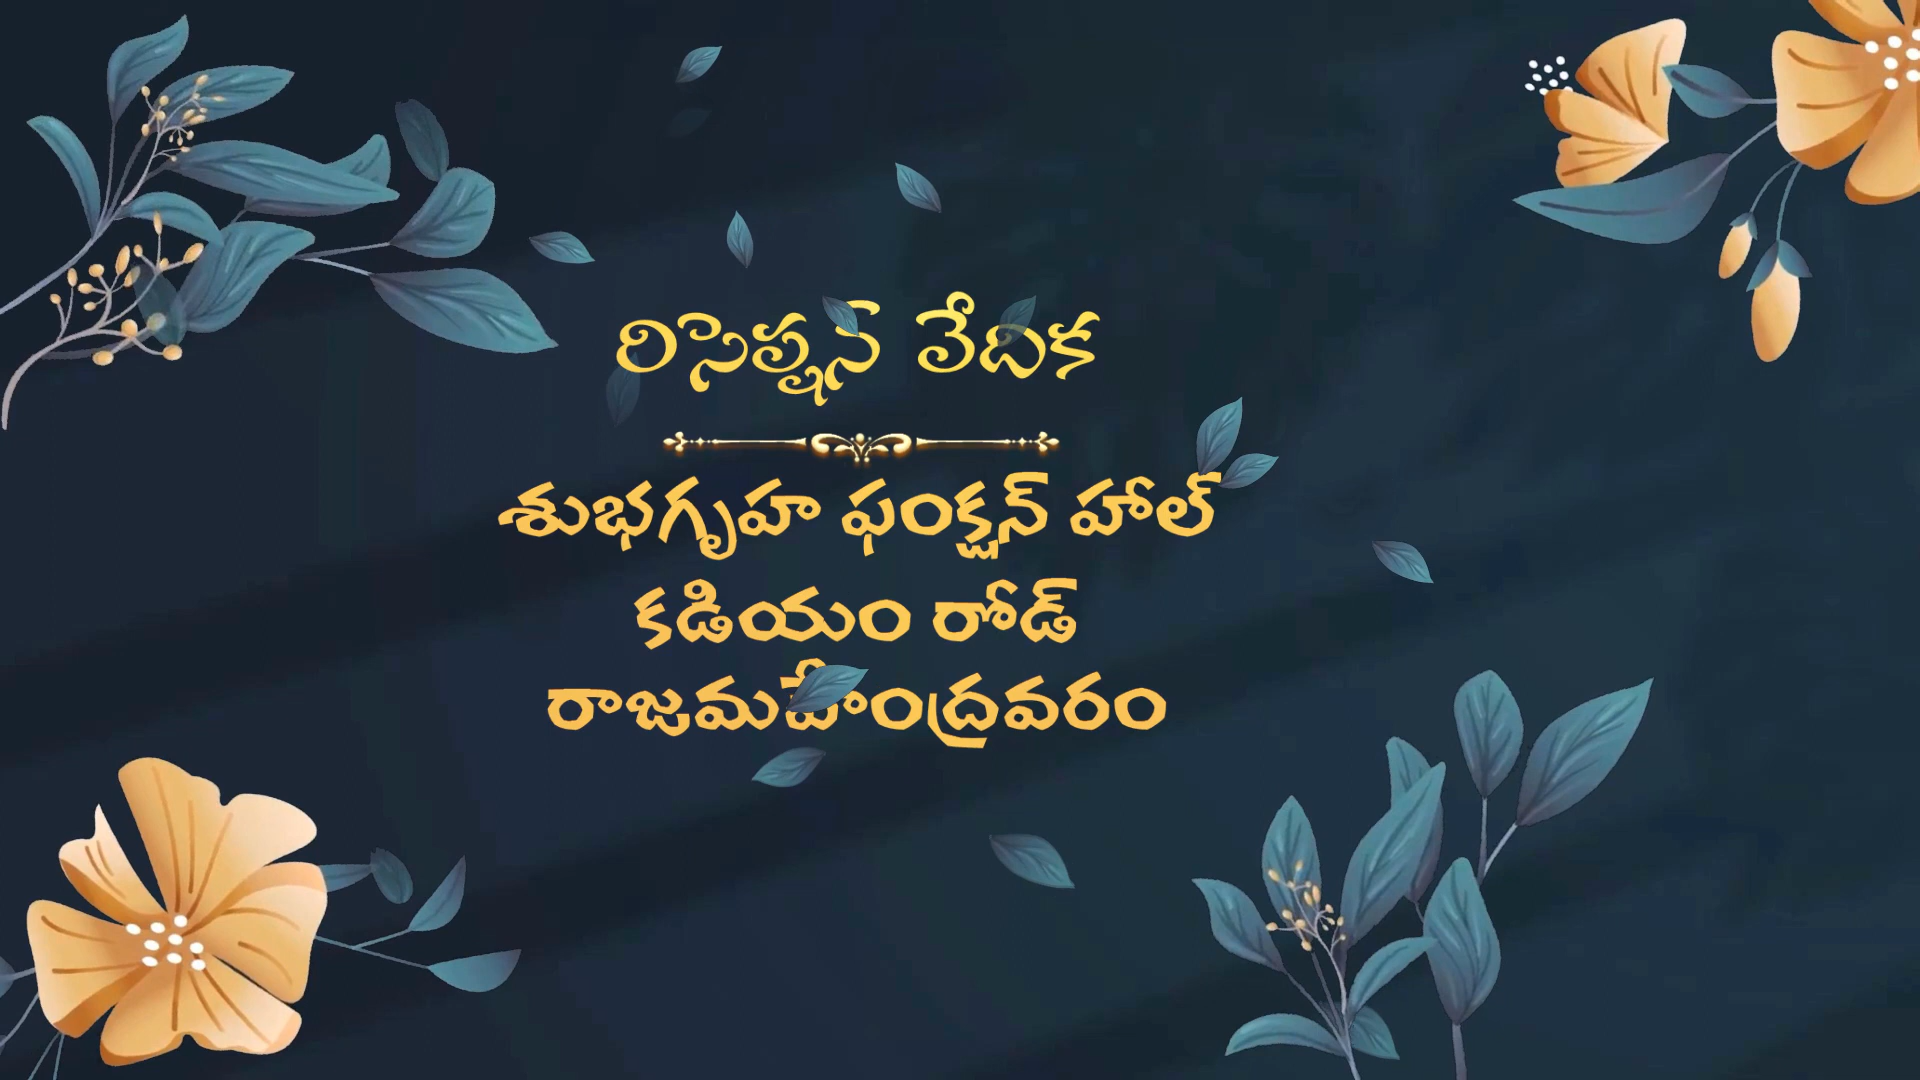 రిసెప్షన్ వేదిక
శుభగృహ ఫంక్షన్ హాల్
కడియం రోడ్
రాజమహేంద్రవరం